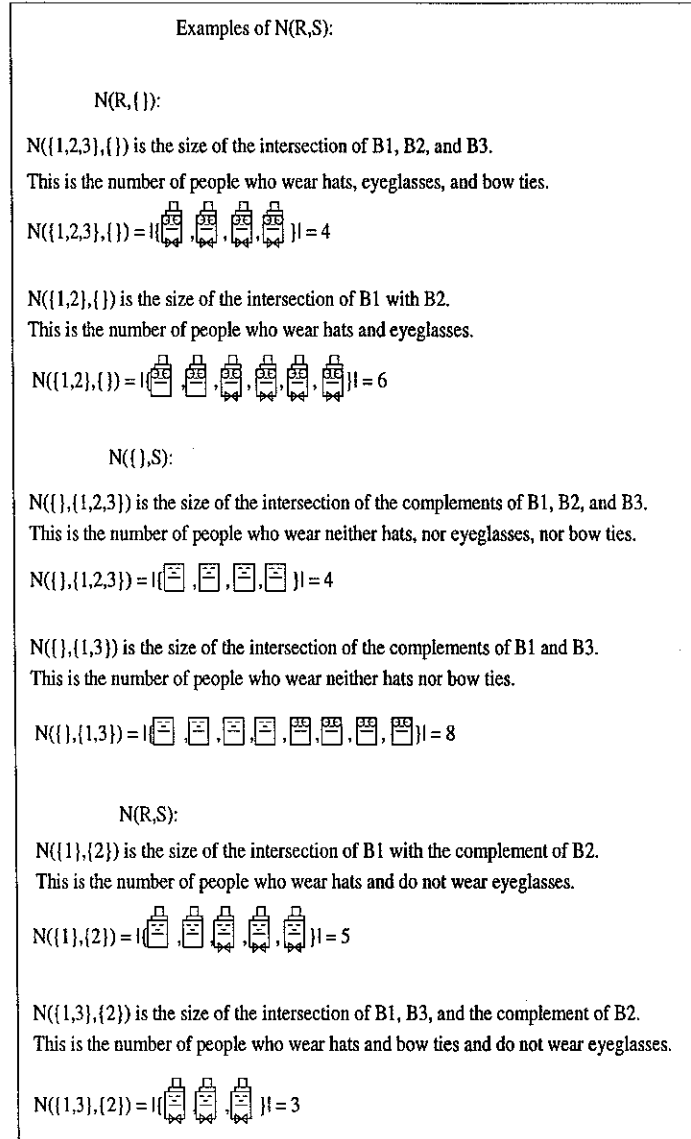 Examples of N(R,S):
N(R,{}):
N({1,2,3},{}) is the size of the intersection of B1, B2, and B3.
This is the number of people who wear hats, eyeglasses, and bow ties.
N({1,2,3},{}) = |{ , , , }| = 4
N({1,2},{}) is the size of the intersection of B1 with B2.
This is the number of people who wear hats and eyeglasses.
N({1,2},{}) = |{ , , , , , }| = 6
N({},S):
N({},{1,2,3}) is the size of the intersection of the complements of B1, B2, and B3.
This is the number of people who wear neither hats, nor eyeglasses, nor bow ties.
N({},{1,2,3}) = |{ , , , }| = 4
N({},{1,3}) is the size of the intersection of the complements of B1 and B3.
This is the number of people who wear neither hats nor bow ties.
N({},{1,3}) = |{ , , , , , , , }| = 8
N(R,S):
N({1},{2}) is the size of the intersection of B1 with the complement of B2.
This is the number of people who wear hats and do not wear eyeglasses.
N({1},{2}) = |{ , , , , }| = 5
N({1,3},{2}) is the size of the intersection of B1, B3, and the complement of B2.
This is the number of people who wear hats and bow ties and do not wear eyeglasses.
N({1,3},{2}) = |{ , , }| = 3